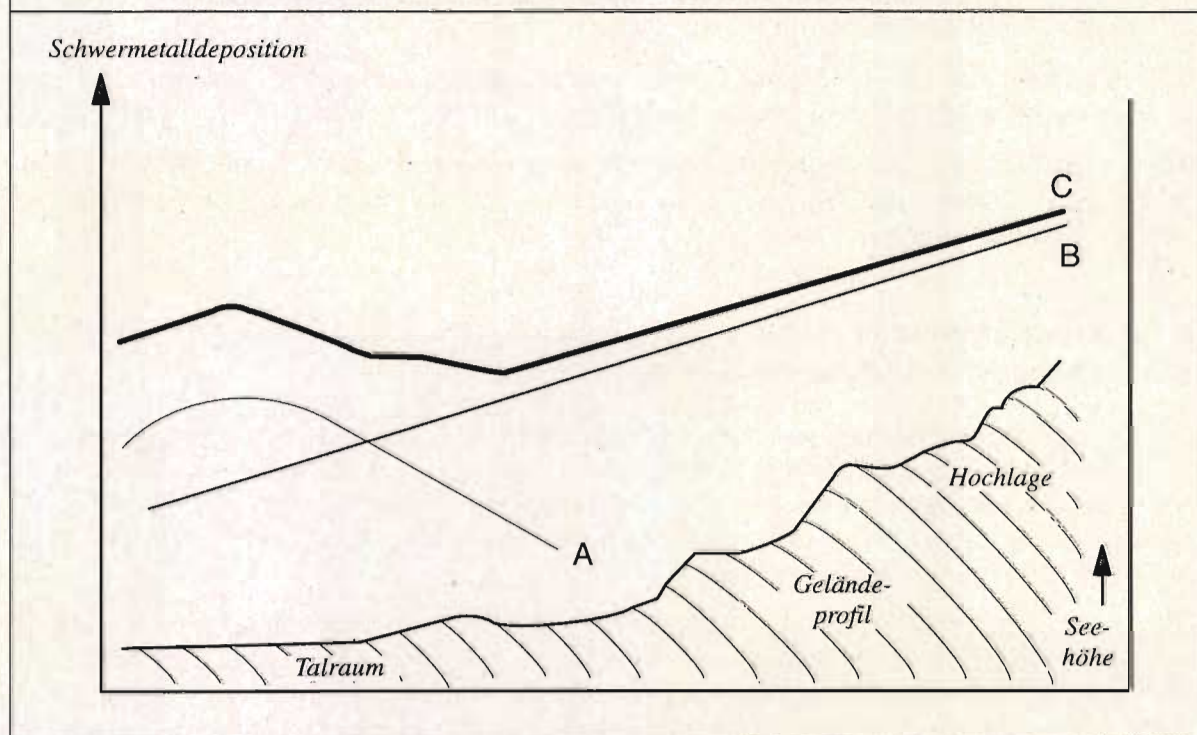 Schwermetalldeposition
C
B
A
Hochlage
Gelände-
profil
See-
höhe
Talraum